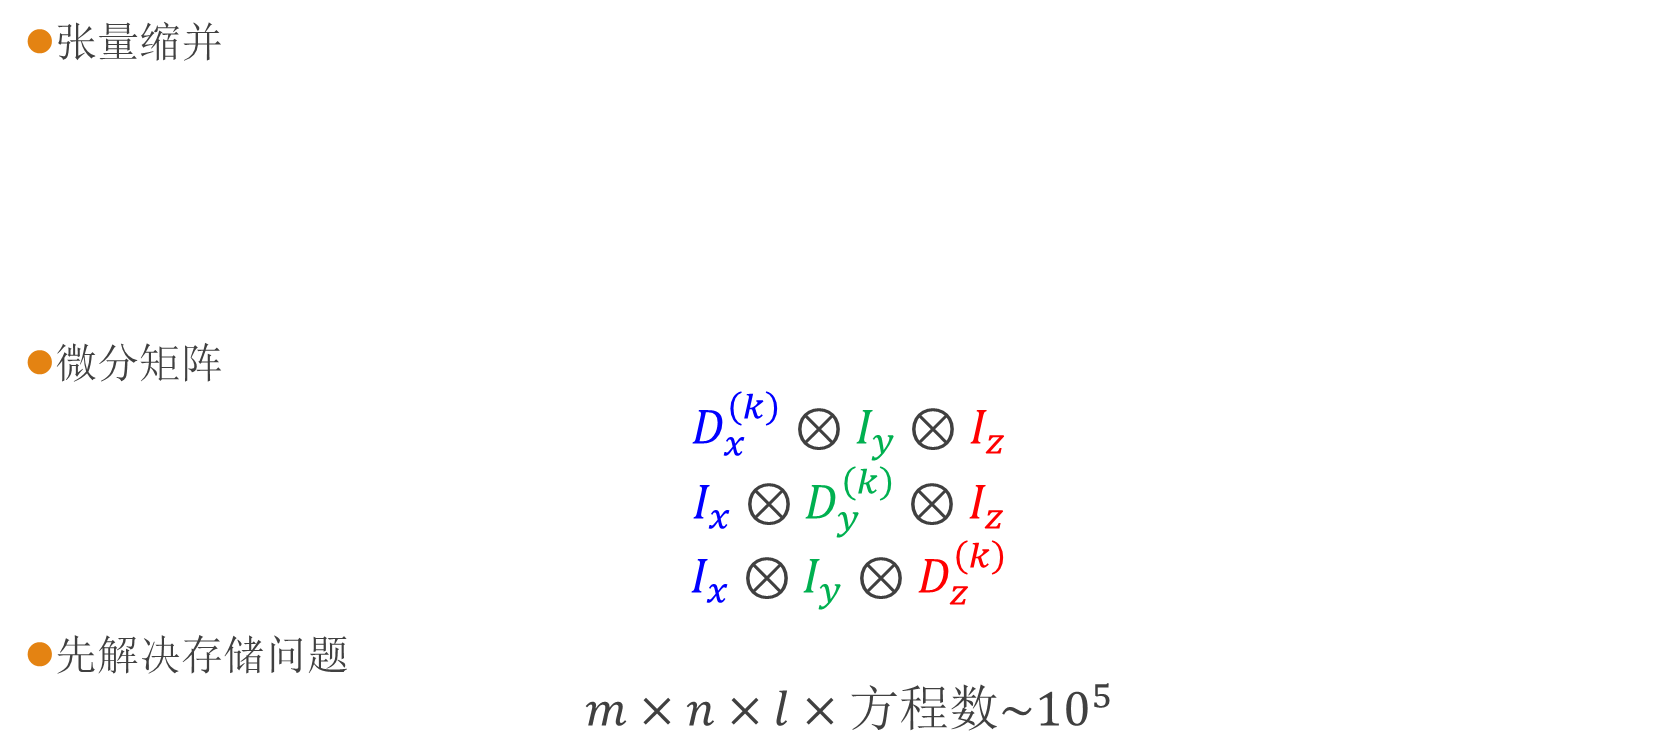 ●张量缩并
●微分矩阵
D_x^{(k)} ⊗ I_y ⊗ I_z
I_x ⊗ D_y^{(k)} ⊗ I_z
I_x ⊗ I_y ⊗ D_z^{(k)}
●先解决存储问题
m × n × l × 方程数~10^5